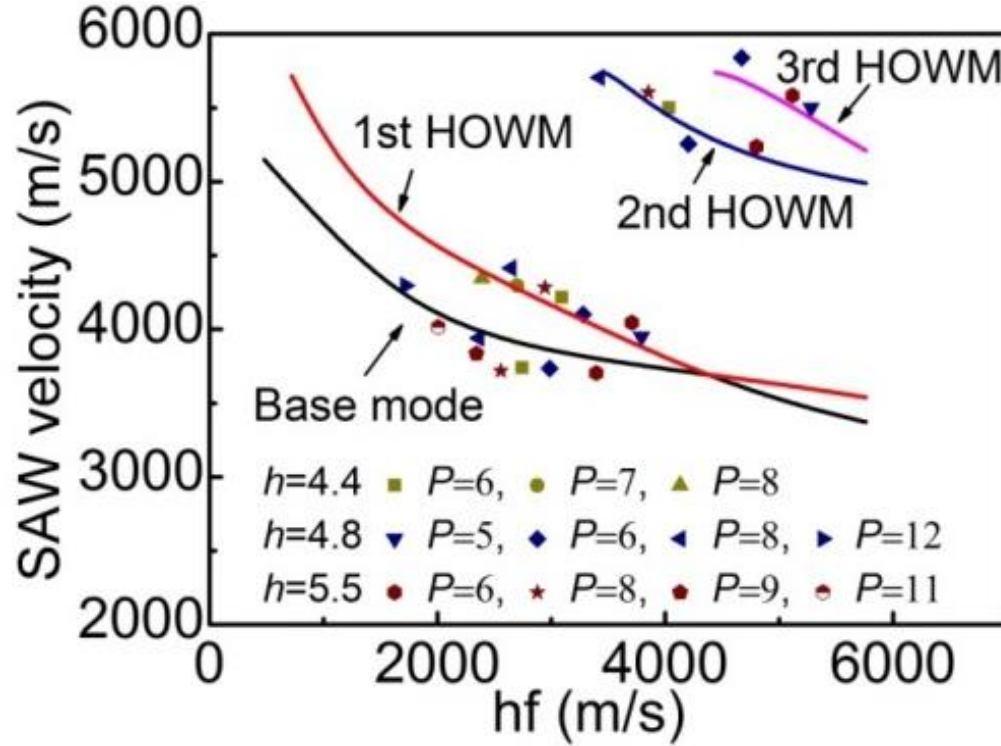 6000
5000
4000
3000
2000
SAW velocity (m/s)
3rd HOWM
1st HOWM
2nd HOWM
Base mode
h=4.4 P=6, P=7, P=8
h=4.8 P=5, P=6, P=8, P=12
h=5.5 P=6, P=8, P=9, P=11
0 2000 4000 6000
hf (m/s)